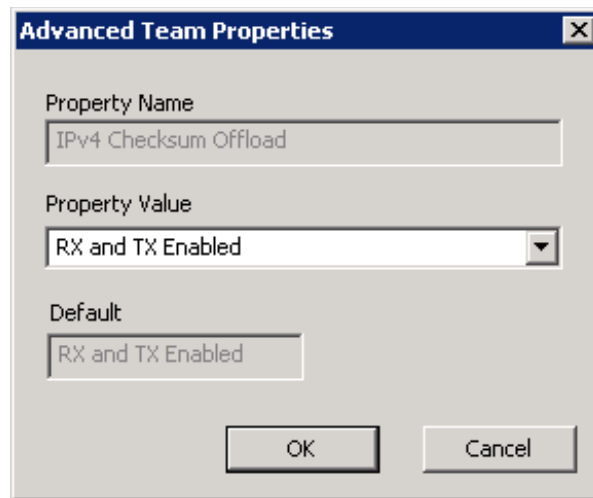 Advanced Team Properties
Property Name
IPv4 Checksum Offload
Property Value
RX and TX Enabled
Default
RX and TX Enabled
OK Cancel